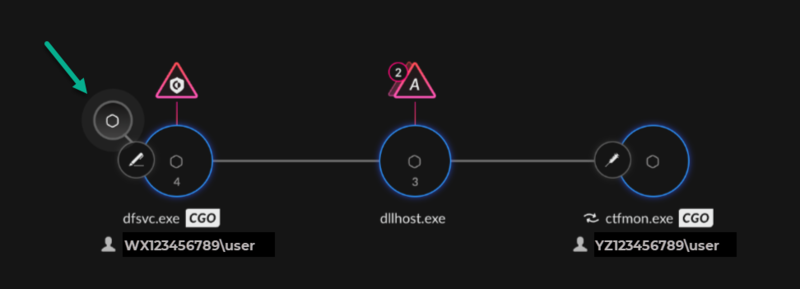 2 A
4
3
dfsvc.exe CGO
dllhost.exe
ctfmon.exe CGO
WX123456789\user
YZ123456789\user